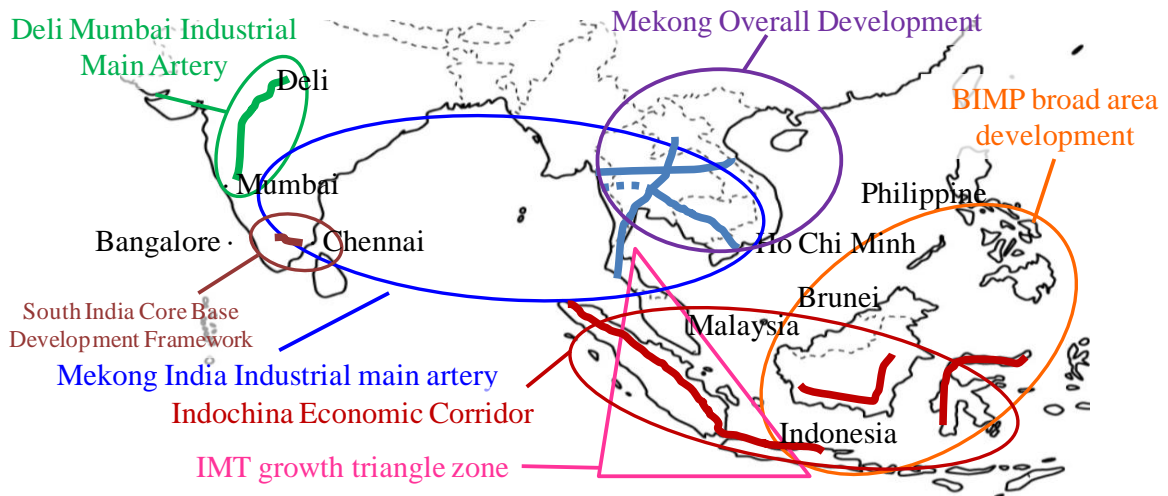 Deli Mumbai Industrial
Main Artery
Mekong Overall Development
Deli
BIMP broad area
development
Mumbai
Philippine
Bangalore
Chennai
Ho Chi Minh
South India Core Base
Development Framework
Brunei
Malaysia
Mekong India Industrial main artery
Indochina Economic Corridor
Indonesia
IMT growth triangle zone